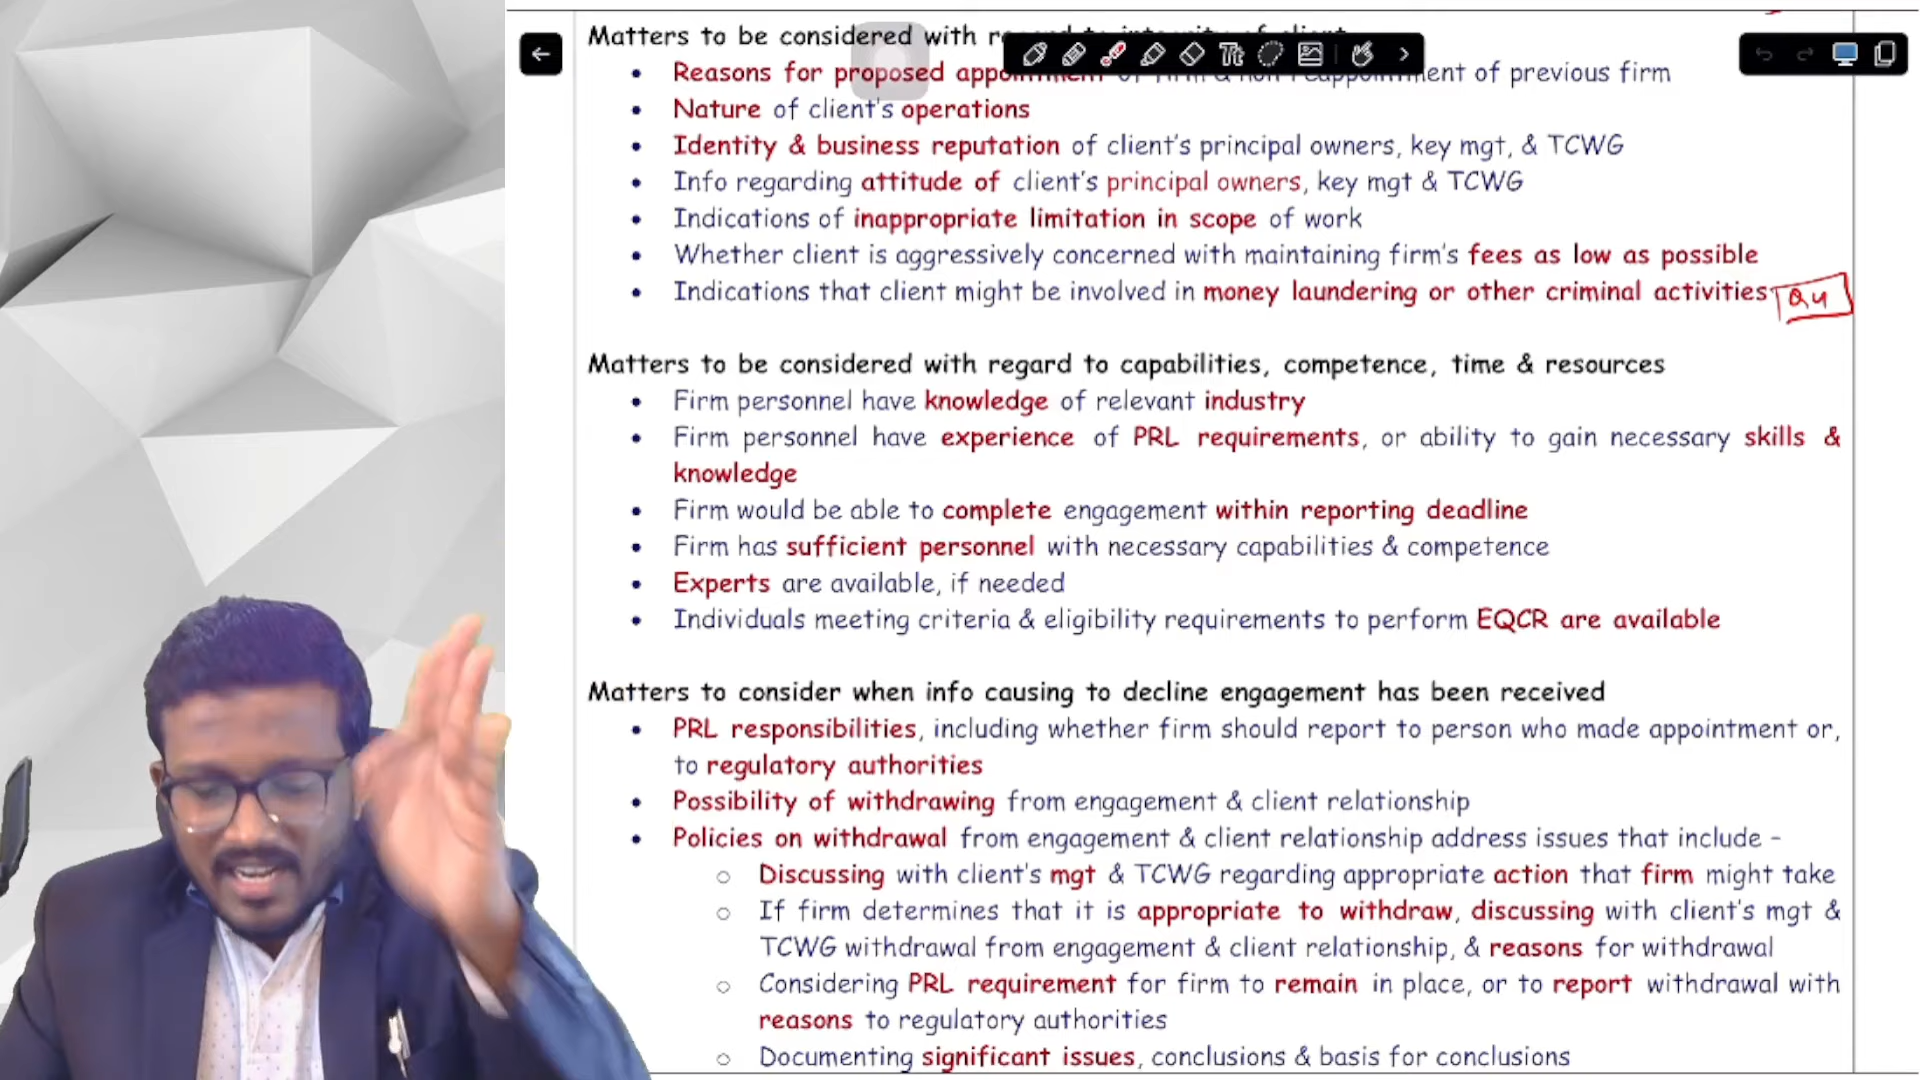 Matters to be considered with regard to integrity of client
Reasons for proposed appointment of firm & non reappointment of previous firm
Nature of client's operations
Identity & business reputation of client's principal owners, key mgt, & TCWG
Info regarding attitude of client's principal owners, key mgt & TCWG
Indications of inappropriate limitation in scope of work
Whether client is aggressively concerned with maintaining firm's fees as low as possible
Indications that client might be involved in money laundering or other criminal activities
Q4
Matters to be considered with regard to capabilities, competence, time & resources
Firm personnel have knowledge of relevant industry
Firm personnel have experience of PRL requirements, or ability to gain necessary skills &
knowledge
Firm would be able to complete engagement within reporting deadline
Firm has sufficient personnel with necessary capabilities & competence
Experts are available, if needed
Individuals meeting criteria & eligibility requirements to perform EQCR are available
Matters to consider when info causing to decline engagement has been received
PRL responsibilities, including whether firm should report to person who made appointment or,
to regulatory authorities
Possibility of withdrawing from engagement & client relationship
Policies on withdrawal from engagement & client relationship address issues that include -
Discussing with client's mgt & TCWG regarding appropriate action that firm might take
If firm determines that it is appropriate to withdraw, discussing with client's mgt &
TCWG withdrawal from engagement & client relationship, & reasons for withdrawal
Considering PRL requirement for firm to remain in place, or to report withdrawal with
reasons to regulatory authorities
Documenting significant issues, conclusions & basis for conclusions